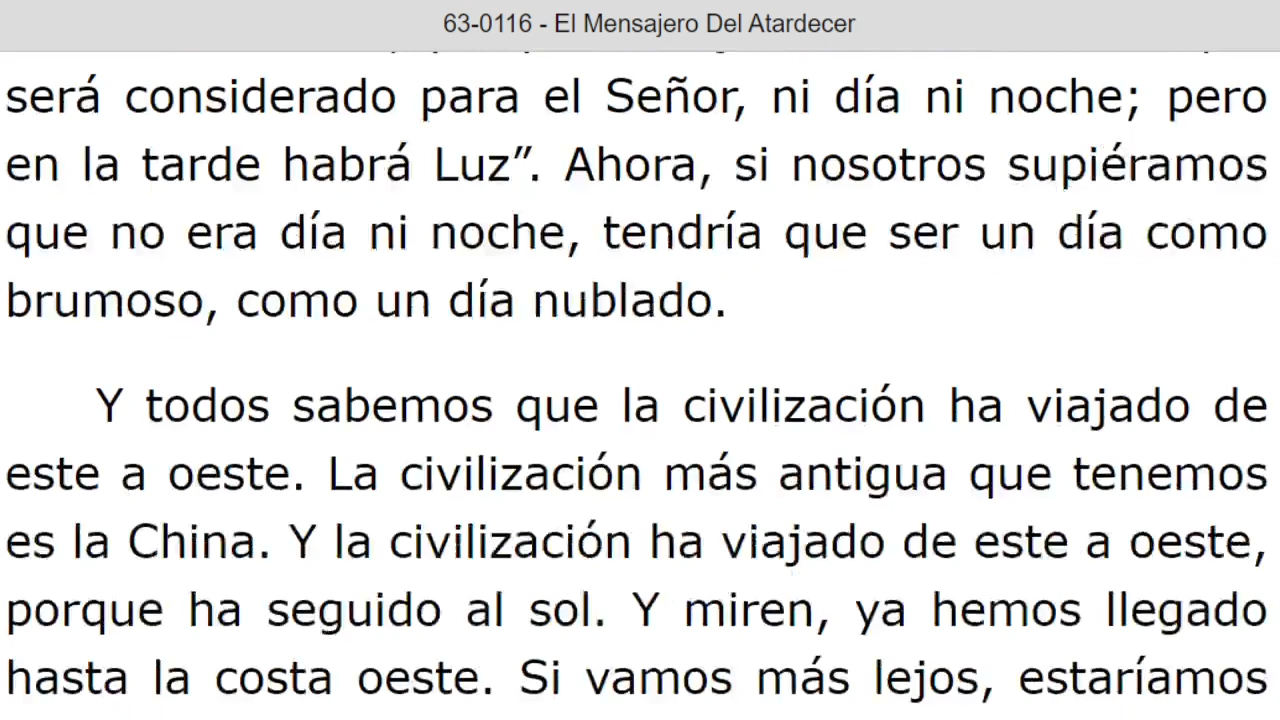 63-0116 - El Mensajero Del Atardecer
será considerado para el Señor, ni día ni noche; pero
en la tarde habrá Luz”. Ahora, si nosotros supiéramos
que no era día ni noche, tendría que ser un día como
brumoso, como un día nublado.
Y todos sabemos que la civilización ha viajado de
este a oeste. La civilización más antigua que tenemos
es la China. Y la civilización ha viajado de este a oeste,
porque ha seguido al sol. Y miren, ya hemos llegado
hasta la costa oeste. Si vamos más lejos, estaríamos